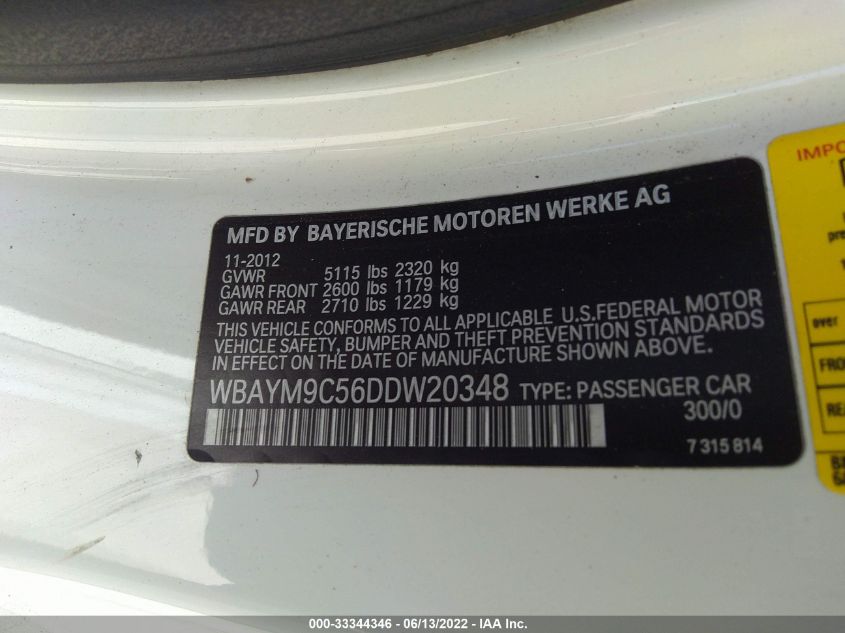 MFD BY BAYERISCHE MOTOREN WERKE AG
11-2012
GVWR 5115 lbs 2320 kg
GAWR FRONT 2600 lbs 1179 kg
GAWR REAR 2710 lbs 1229 kg
THIS VEHICLE CONFORMS TO ALL APPLICABLE U.S.FEDERAL MOTOR
VEHICLE SAFETY, BUMPER AND THEFT PREVENTION STANDARDS
IN EFFECT ON THE DATE OF MANUFACTURE SHOWN ABOVE.
WBAYM9C56DDW20348 TYPE: PASSENGER CAR
300/0
7 315 814
IMPO
over
FRO
REA
000-33344346 - 06/13/2022 - IAA Inc.